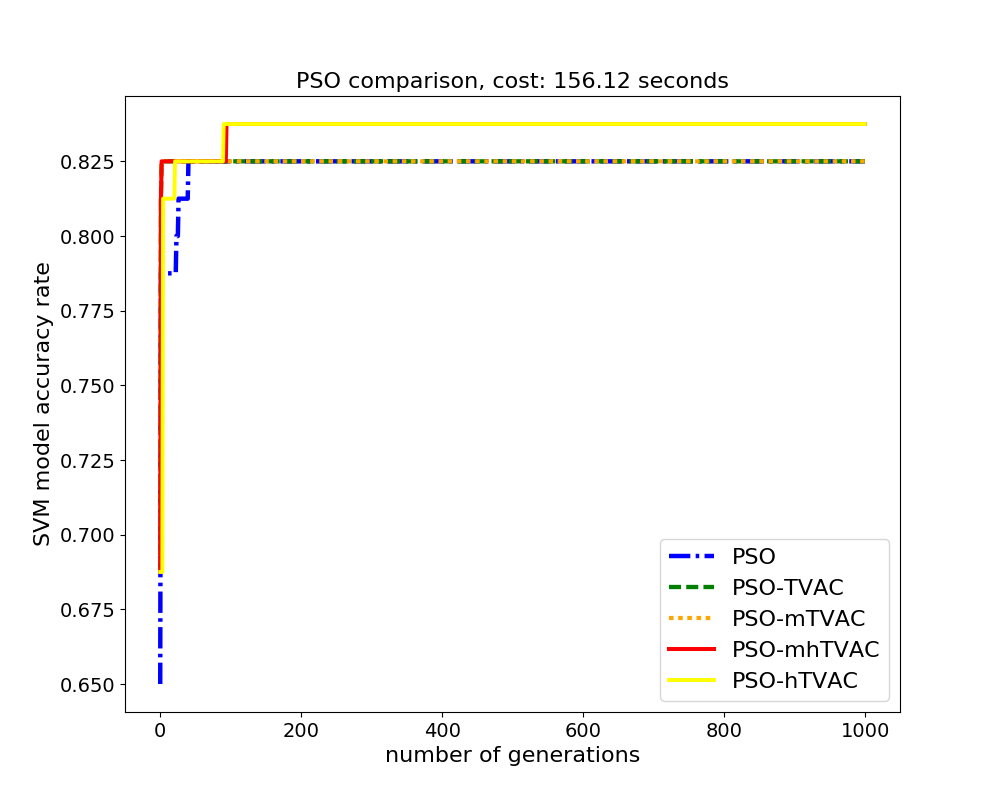 PSO comparison, cost: 156.12 seconds
SVM model accuracy rate
0.825
0.800
0.775
0.750
0.725
0.700
0.675
0.650
0 200 400 600 800 1000
number of generations
PSO
PSO-TVAC
PSO-mTVAC
PSO-mhTVAC
PSO-hTVAC